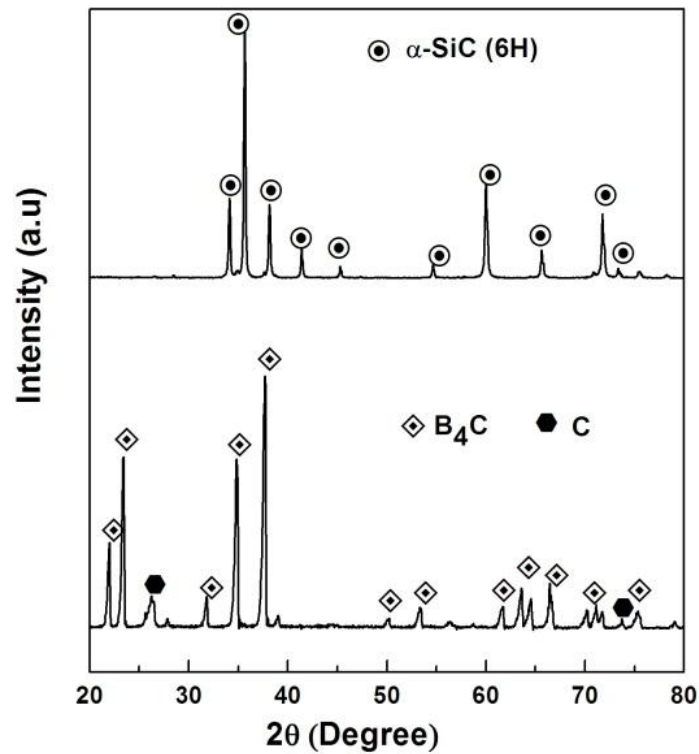 α-SiC (6H)
Intensity (a.u)
B₄C
C
20 30 40 50 60 70 80
2θ (Degree)